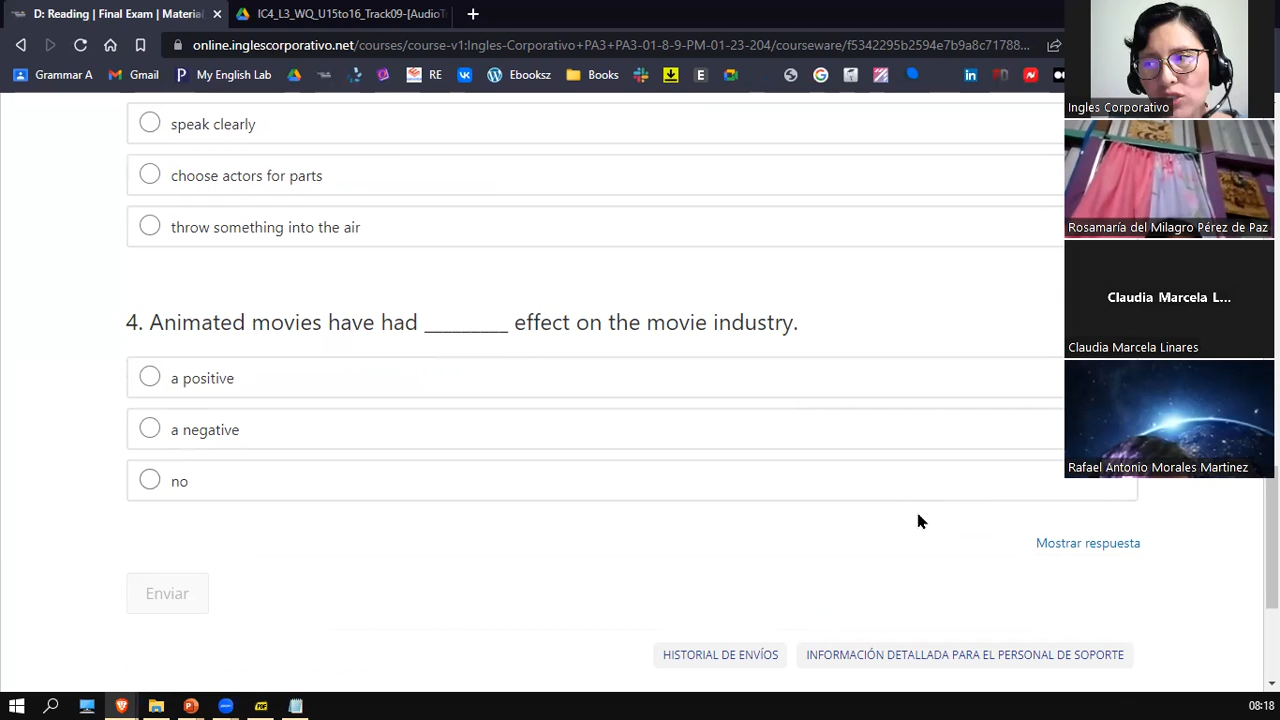 D: Reading | Final Exam | Material
IC4_L3_WQ_U15to16_Track09-[AudioTr
online.inglescorporativo.net/courses/course-v1:Ingles-Corporativo+PA3+PA3-01-8-9-PM-01-23-204/courseware/f5342295b2594e7b9a8c71788...
Grammar A
Gmail
My English Lab
RE
Ebooksz
Books
speak clearly
choose actors for parts
throw something into the air
4. Animated movies have had _________ effect on the movie industry.
a positive
a negative
no
Mostrar respuesta
Enviar
HISTORIAL DE ENVÍOS
INFORMACIÓN DETALLADA PARA EL PERSONAL DE SOPORTE
Ingles Corporativo
Rosamaría del Milagro Pérez de Paz
Claudia Marcela L...
Claudia Marcela Linares
Rafael Antonio Morales Martinez
08:18